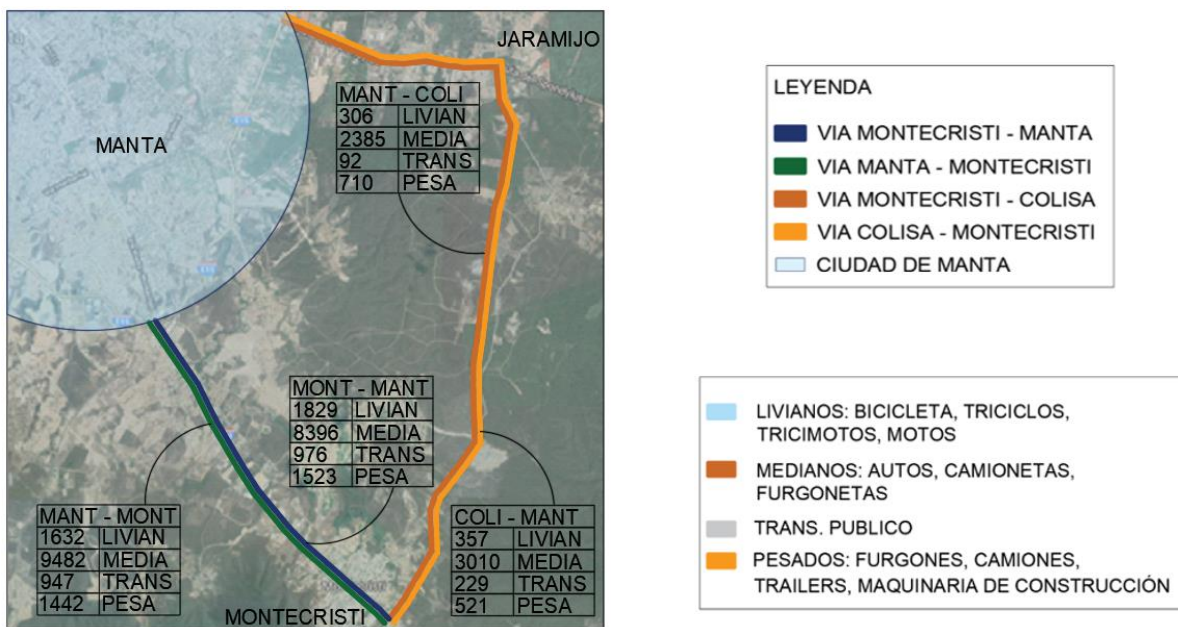 JARAMIJO
MANTA
MANT - COLI
306 LIVIAN
2385 MEDIA
92 TRANS
710 PESA
MONT - MANT
1829 LIVIAN
8396 MEDIA
976 TRANS
1523 PESA
MANT - MONT
1632 LIVIAN
9482 MEDIA
947 TRANS
1442 PESA
COLI - MANT
357 LIVIAN
3010 MEDIA
229 TRANS
521 PESA
MONTECRISTI
LEYENDA
VIA MONTECRISTI - MANTA
VIA MANTA - MONTECRISTI
VIA MONTECRISTI - COLISA
VIA COLISA - MONTECRISTI
CIUDAD DE MANTA
LIVIANOS: BICICLETA, TRICICLOS,
TRICIMOTOS, MOTOS
MEDIANOS: AUTOS, CAMIONETAS,
FURGONETAS
TRANS. PUBLICO
PESADOS: FURGONES, CAMIONES,
TRAILERS, MAQUINARIA DE CONSTRUCCIÓN